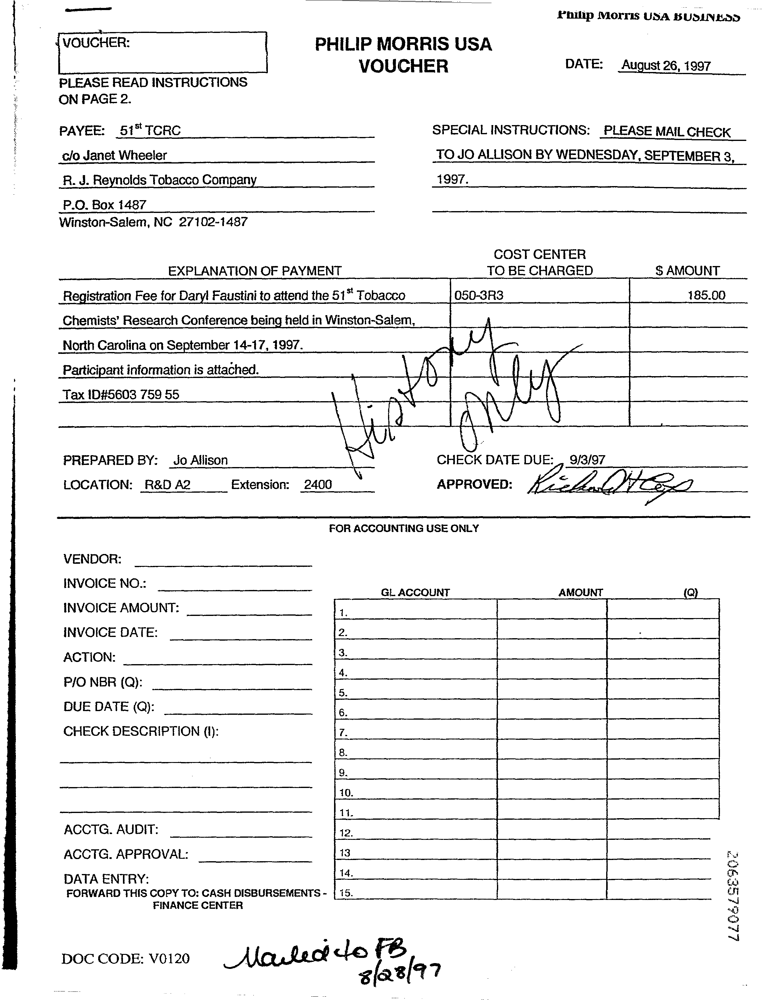 Philip Morris USA BUSINESS
VOUCHER:
PHILIP MORRIS USA
VOUCHER
DATE: August 26, 1997
PLEASE READ INSTRUCTIONS
ON PAGE 2.
PAYEE: 51st TCRC
SPECIAL INSTRUCTIONS: PLEASE MAIL CHECK
c/o Janet Wheeler
TO JO ALLISON BY WEDNESDAY, SEPTEMBER 3,
R. J. Reynolds Tobacco Company
1997.
P.O. Box 1487
Winston-Salem, NC 27102-1487
EXPLANATION OF PAYMENT
COST CENTER
TO BE CHARGED
$ AMOUNT
Registration Fee for Daryl Faustini to attend the 51st Tobacco
050-3R3
185.00
Chemists' Research Conference being held in Winston-Salem,
North Carolina on September 14-17, 1997.
Participant information is attached.
Tax ID#5603 759 55
History
only
PREPARED BY: Jo Allison
CHECK DATE DUE: 9/3/97
LOCATION: R&D A2 Extension: 2400
APPROVED:
FOR ACCOUNTING USE ONLY
VENDOR:
INVOICE NO.:
INVOICE AMOUNT:
INVOICE DATE:
ACTION:
P/O NBR (Q):
DUE DATE (Q):
CHECK DESCRIPTION (I):
ACCTG. AUDIT:
ACCTG. APPROVAL:
DATA ENTRY:
FORWARD THIS COPY TO: CASH DISBURSEMENTS -
FINANCE CENTER
GL ACCOUNT AMOUNT (Q)
1.
2.
3.
4.
5.
6.
7.
8.
9.
10.
11.
12.
13
14.
15.
2063579077
DOC CODE: V0120
Mailed to FB
8/28/97